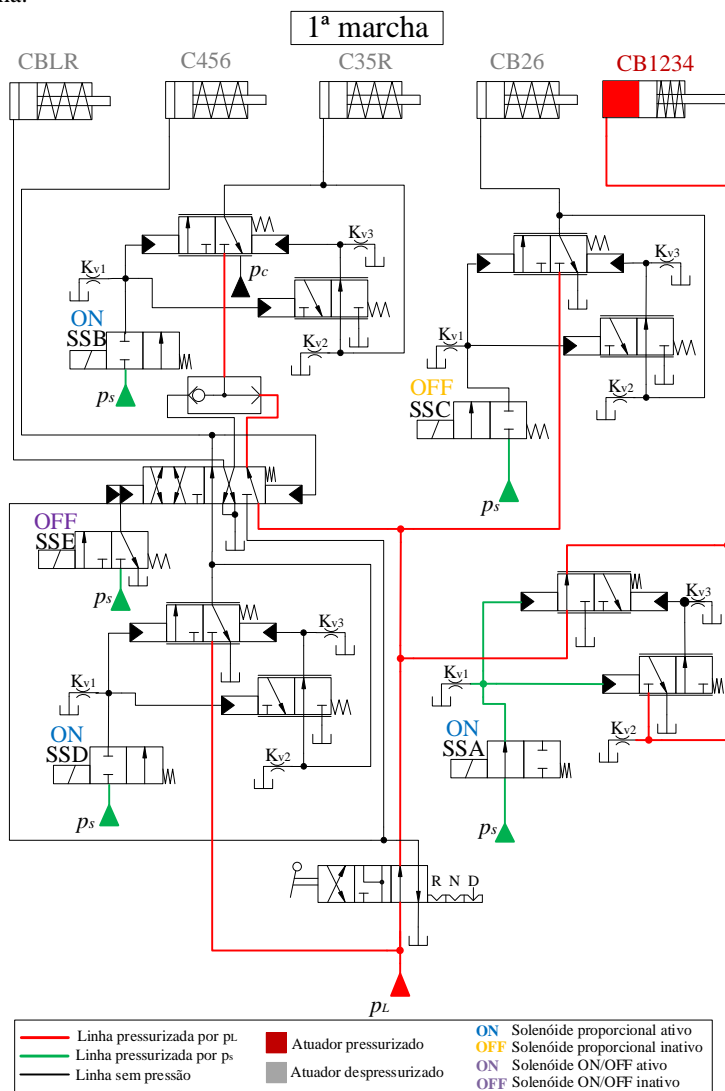 na.
1ª marcha
CBLR C456 C35R CB26 CB1234
Kv3
Kv3
Kv1
pc
ON
SSB
Kv2
ps
Kv1
OFF
SSC
Kv2
ps
OFF
SSE
ps
Kv3
Kv3
Kv1
Kv1
ON
SSD
Kv2
ps
ON
SSA
Kv2
ps
R N D
pL
Linha pressurizada por pL
Linha pressurizada por ps
Linha sem pressão
Atuador pressurizado
Atuador despressurizado
ON Solenóide proporcional ativo
OFF Solenóide proporcional inativo
ON Solenóide ON/OFF ativo
OFF Solenóide ON/OFF inativo